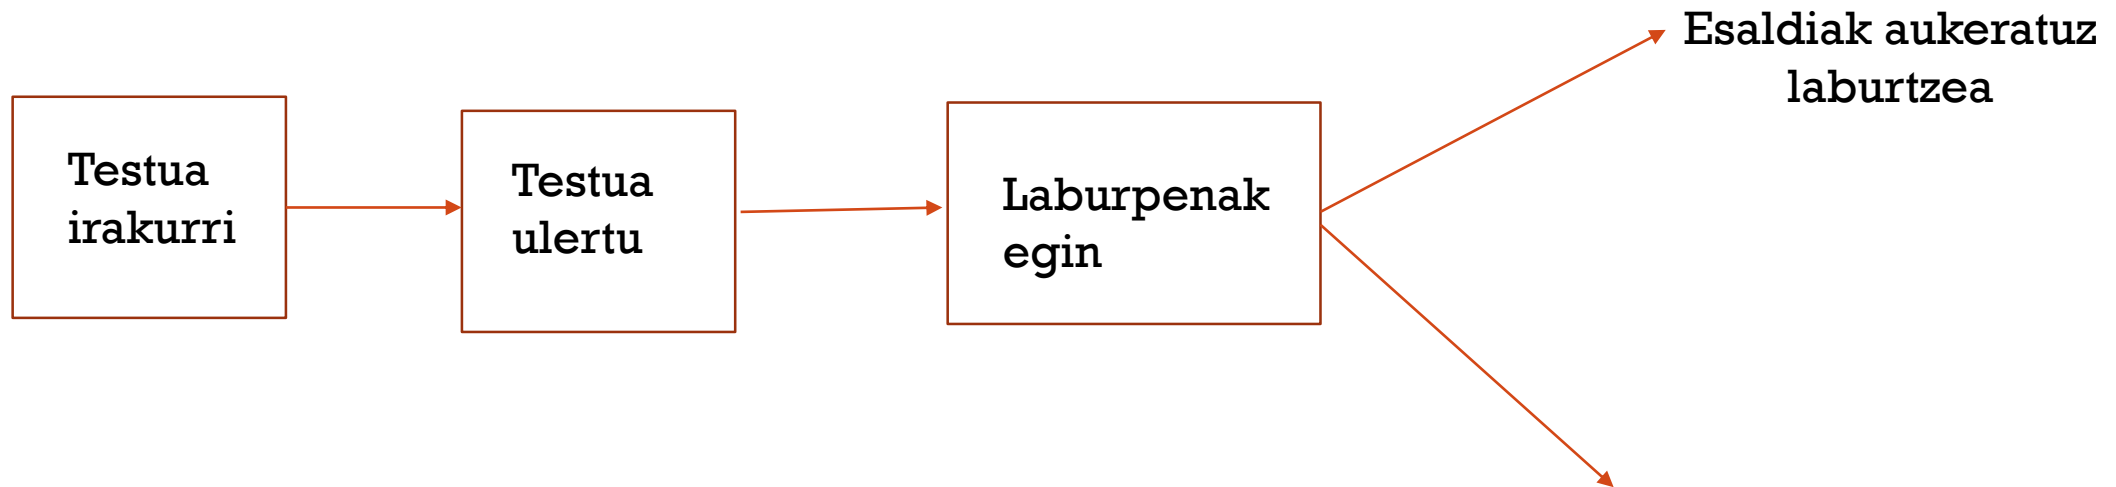 Testua
irakurri
Testua
ulertu
Laburpenak
egin
Esaldiak aukeratuz
laburtzea